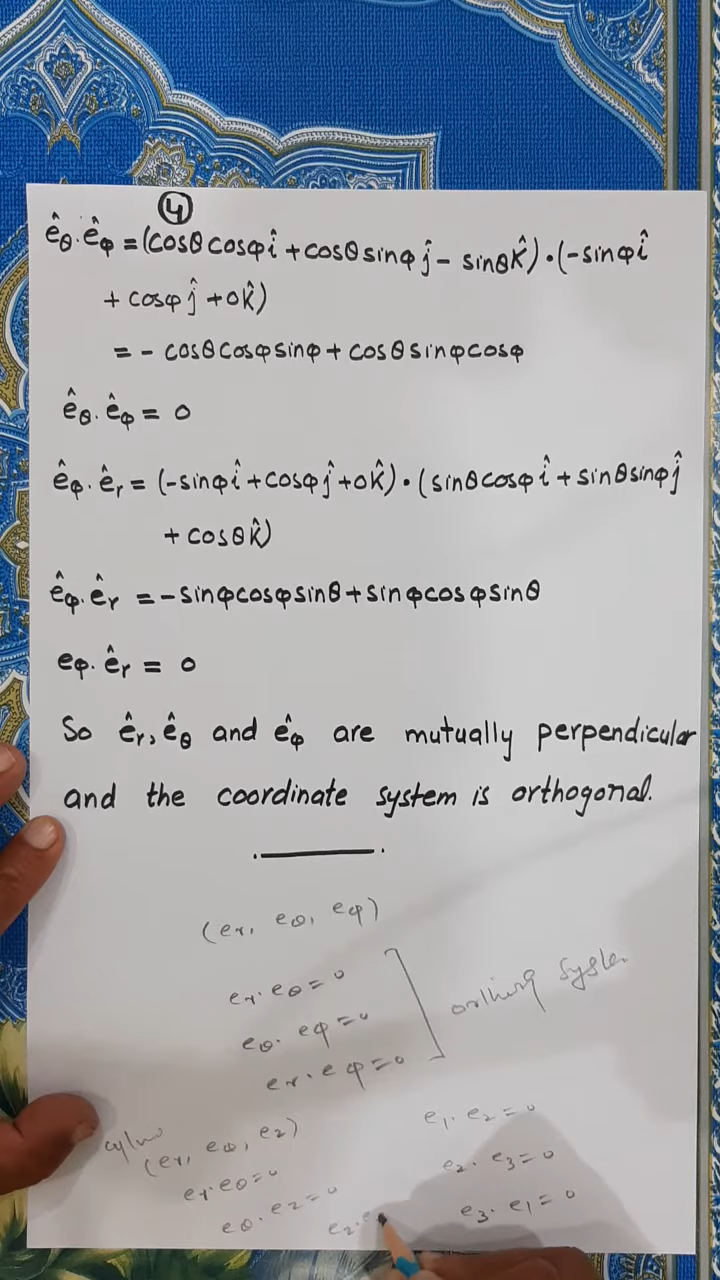 ④
ê_θ · ê_φ = (cosθ cosφ î + cosθ sinφ ĵ − sinθ k̂) · (−sinφ î
+ cosφ ĵ + 0k̂)
= − cosθ cosφ sinφ + cosθ sinφ cosφ
ê_θ · ê_φ = 0
ê_φ · ê_r = (−sinφ î + cosφ ĵ + 0k̂) · (sinθ cosφ î + sinθ sinφ ĵ
+ cosθ k̂)
ê_φ · ê_r = − sinφ cosφ sinθ + sinφ cosφ sinθ
e_φ · ê_r = 0
So ê_r, ê_θ and ê_φ are mutually perpendicular
and the coordinate system is orthogonal.
(e_r, e_θ, e_φ)
e_r · e_θ = 0
e_θ · e_φ = 0
e_r · e_φ = 0
system
(e_r, e_θ, e_z)
e_r · e_θ = 0
e_θ · e_z = 0
e_z ·
e_1 · e_2 = 0
e_2 · e_3 = 0
e_3 · e_1 = 0